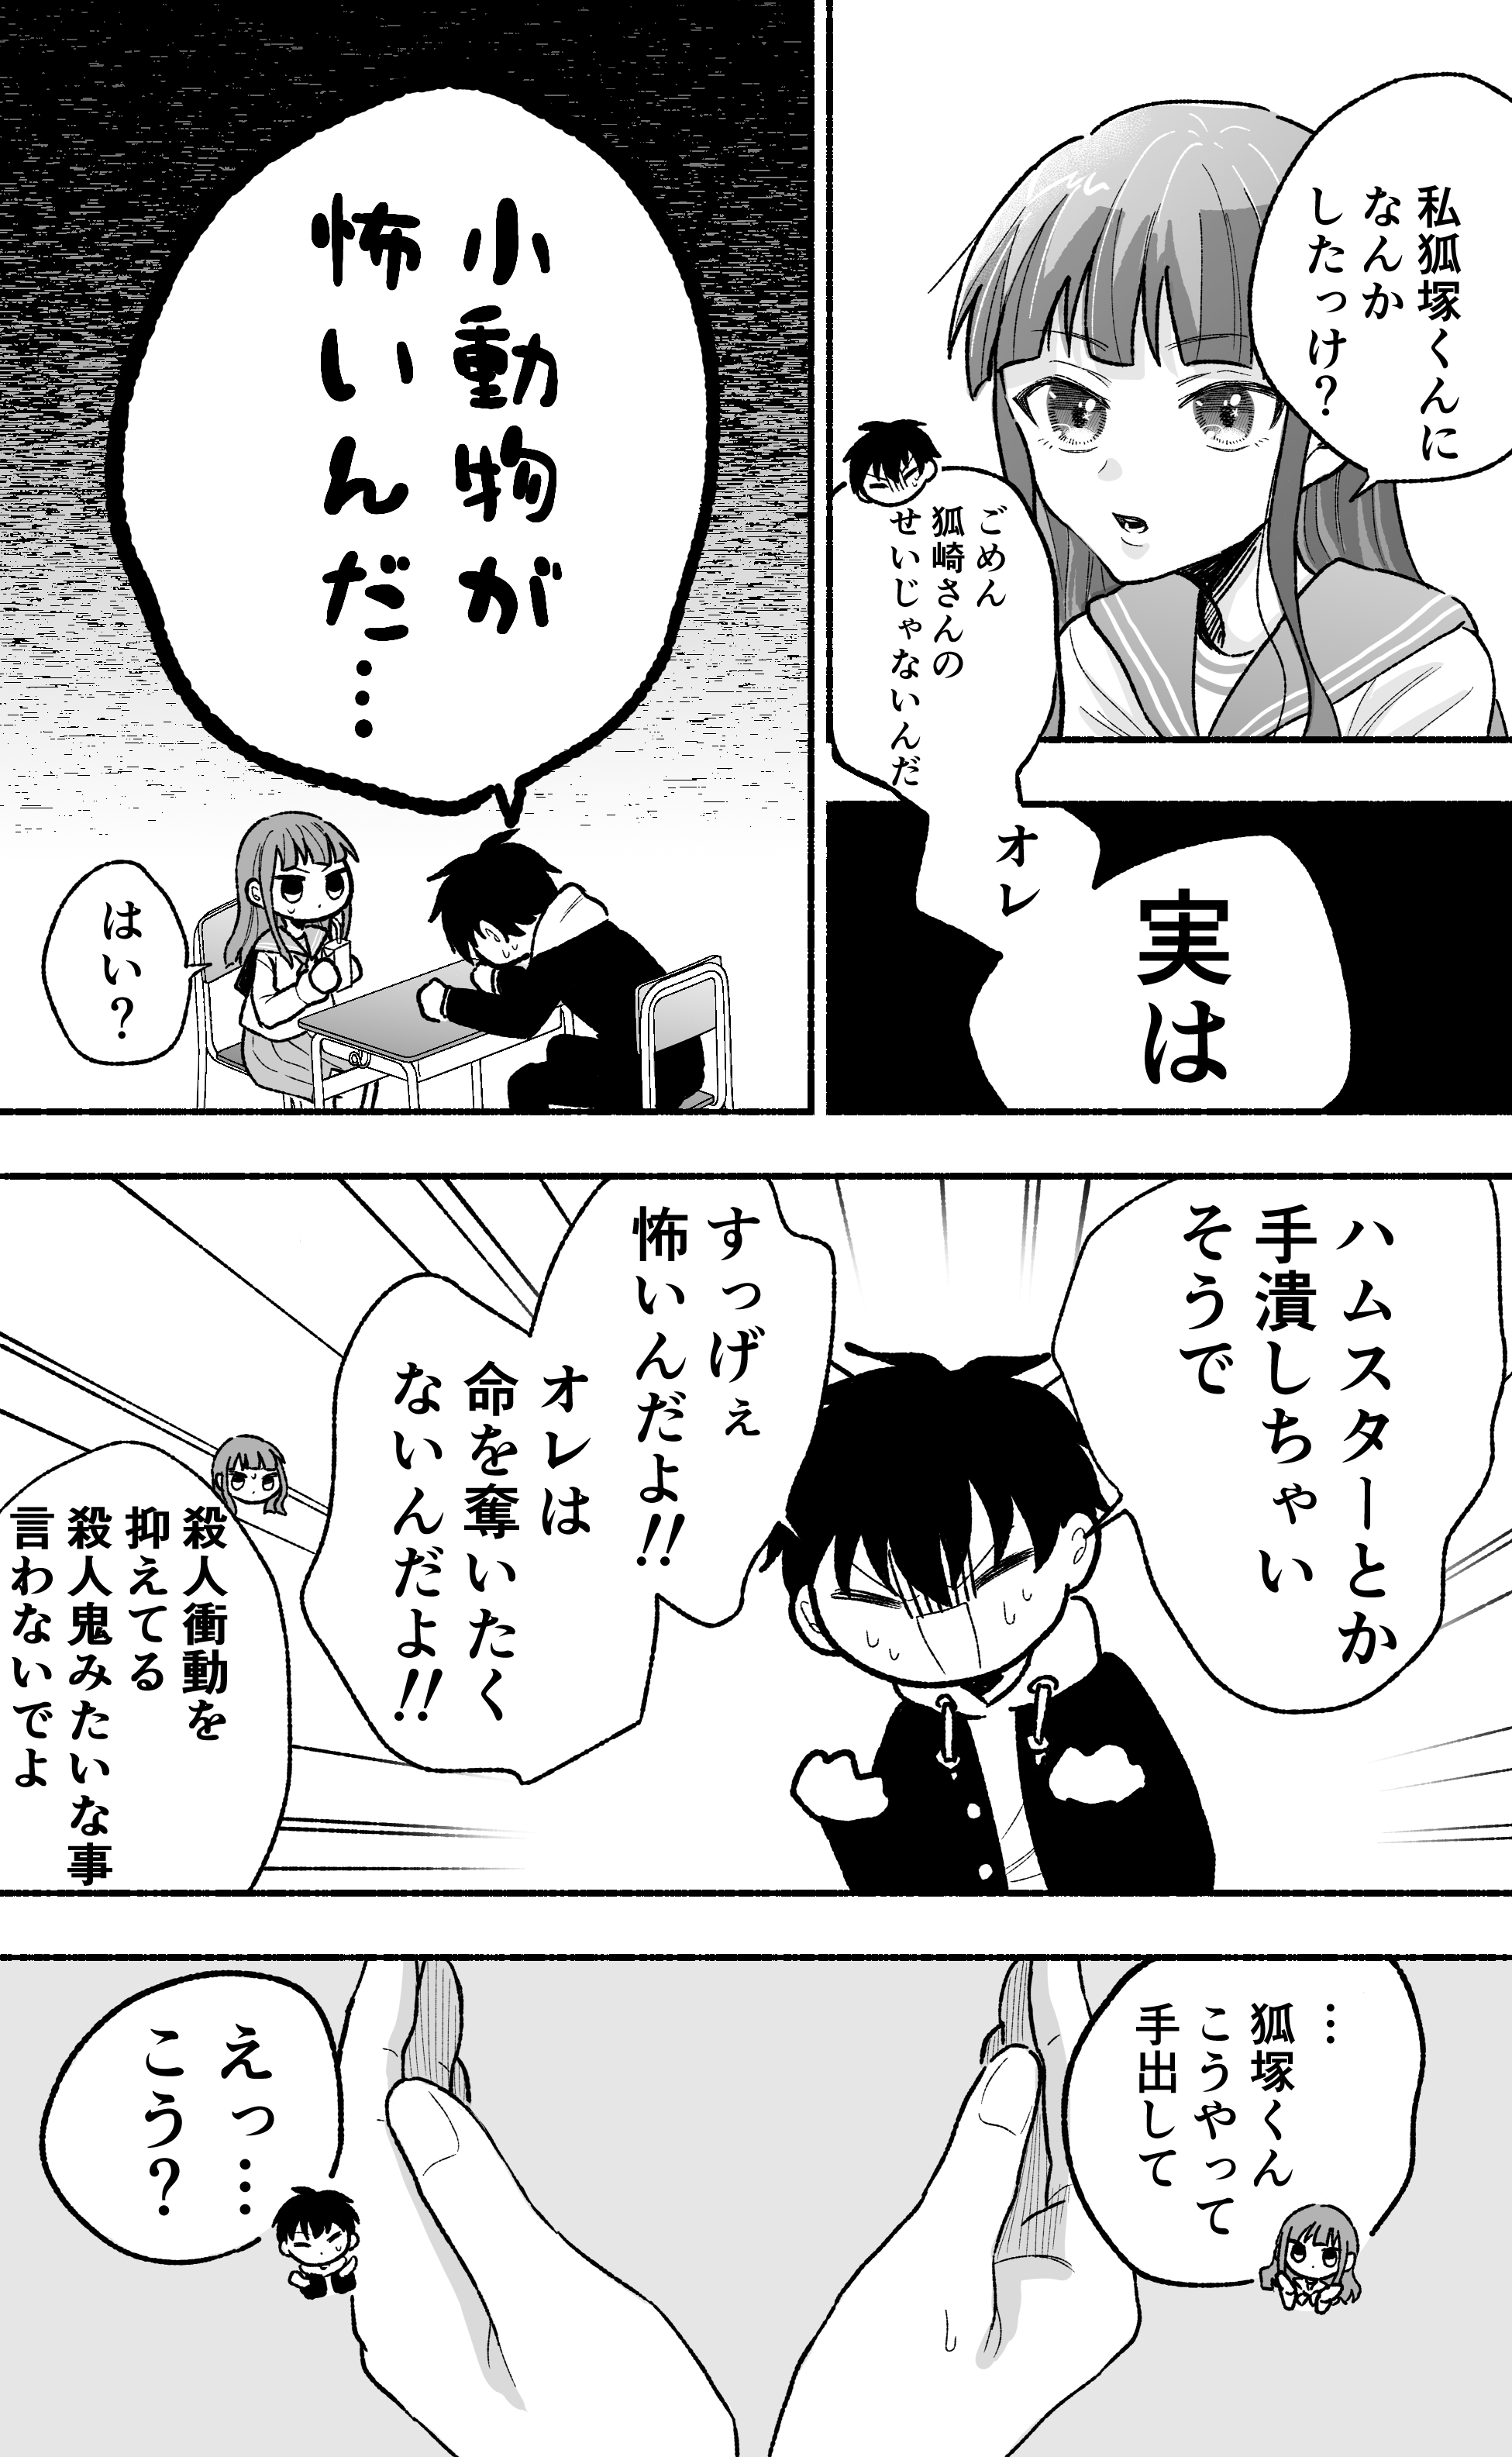 私狐塚くんに
なんか
したっけ？
ごめん
狐崎さんの
せいじゃないんだ
オレ
実は
小動物が
怖いんだ…
はい？
ハムスターとか
手潰しちゃい
そうで
すっげぇ
怖いんだよ!!
オレは
命を奪いたく
ないんだよ!!
殺人衝動を
抑えてる
殺人鬼みたいな事
言わないでよ
…
狐塚くん
こうやって
手出して
えっ…
こう？